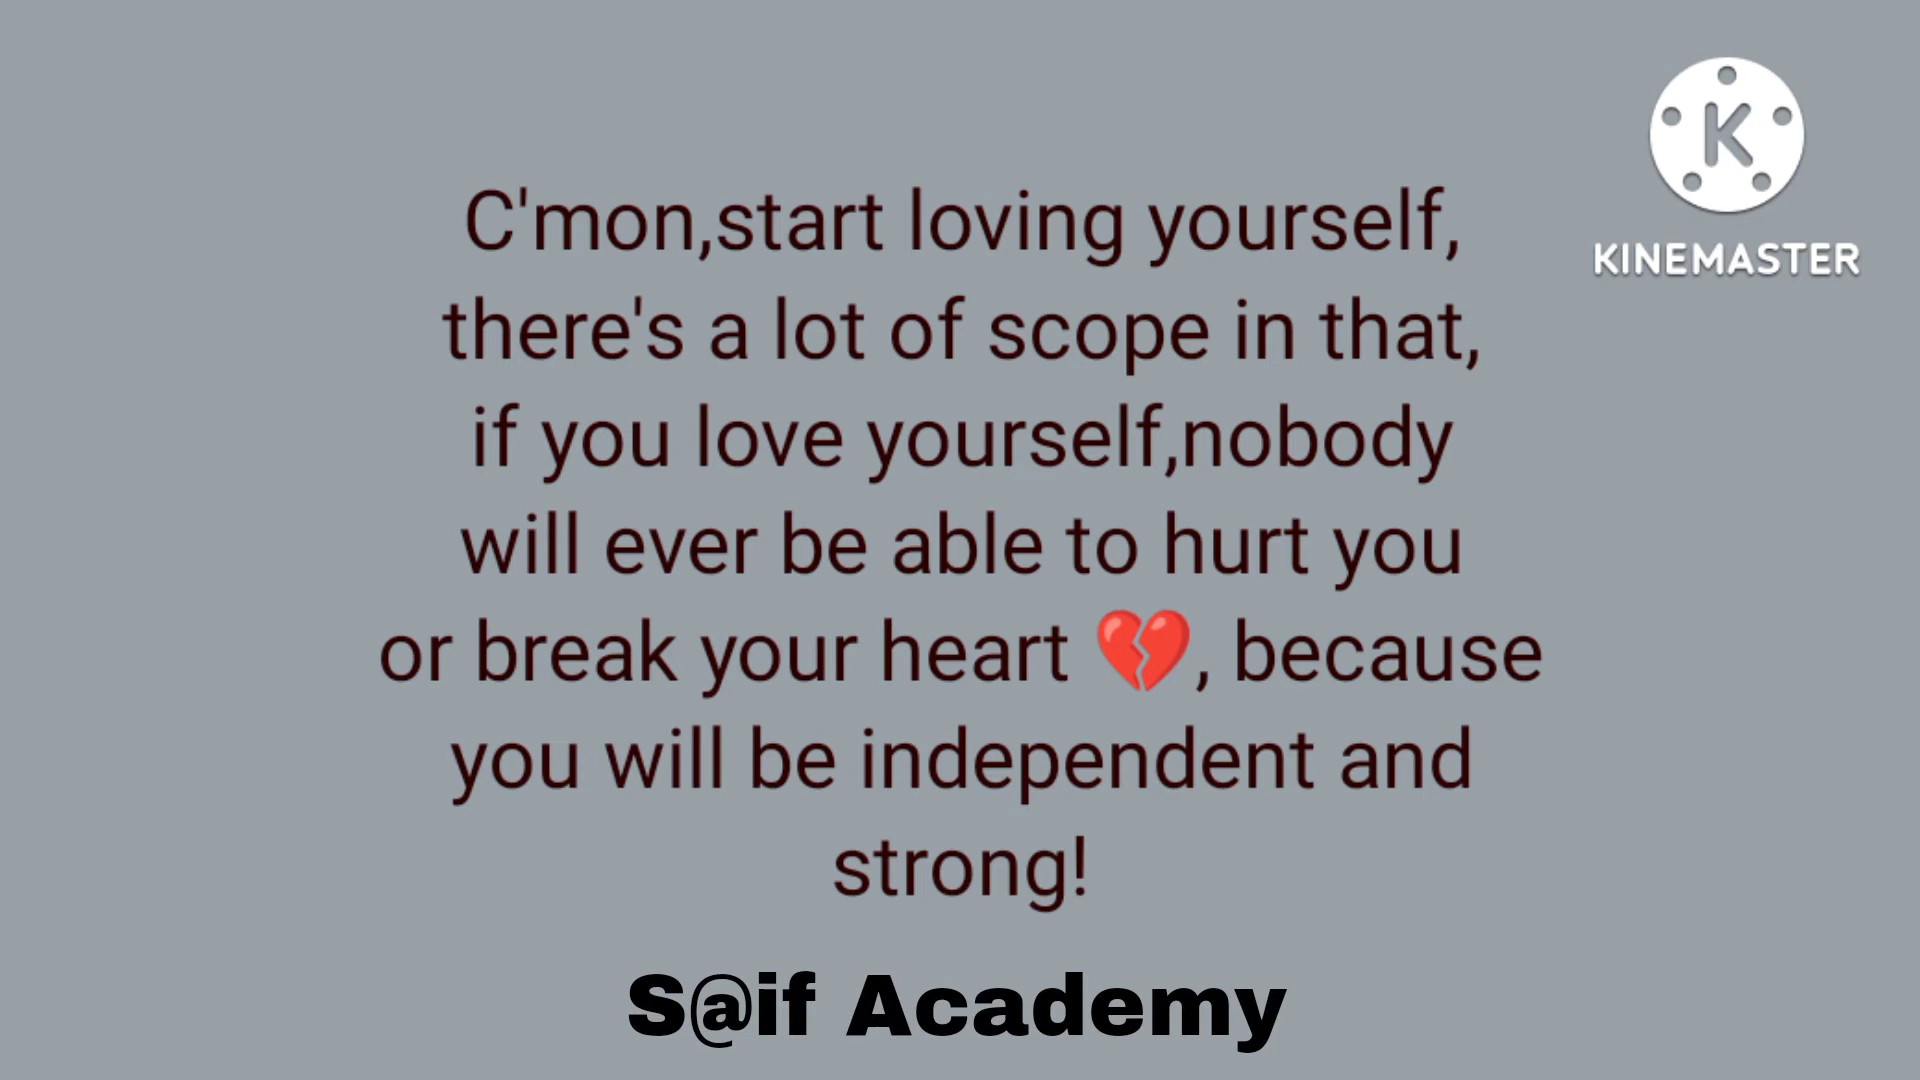 C'mon,start loving yourself,
there's a lot of scope in that,
if you love yourself,nobody
will ever be able to hurt you
or break your heart 💔, because
you will be independent and
strong!
S@if Academy
K
KINEMASTER